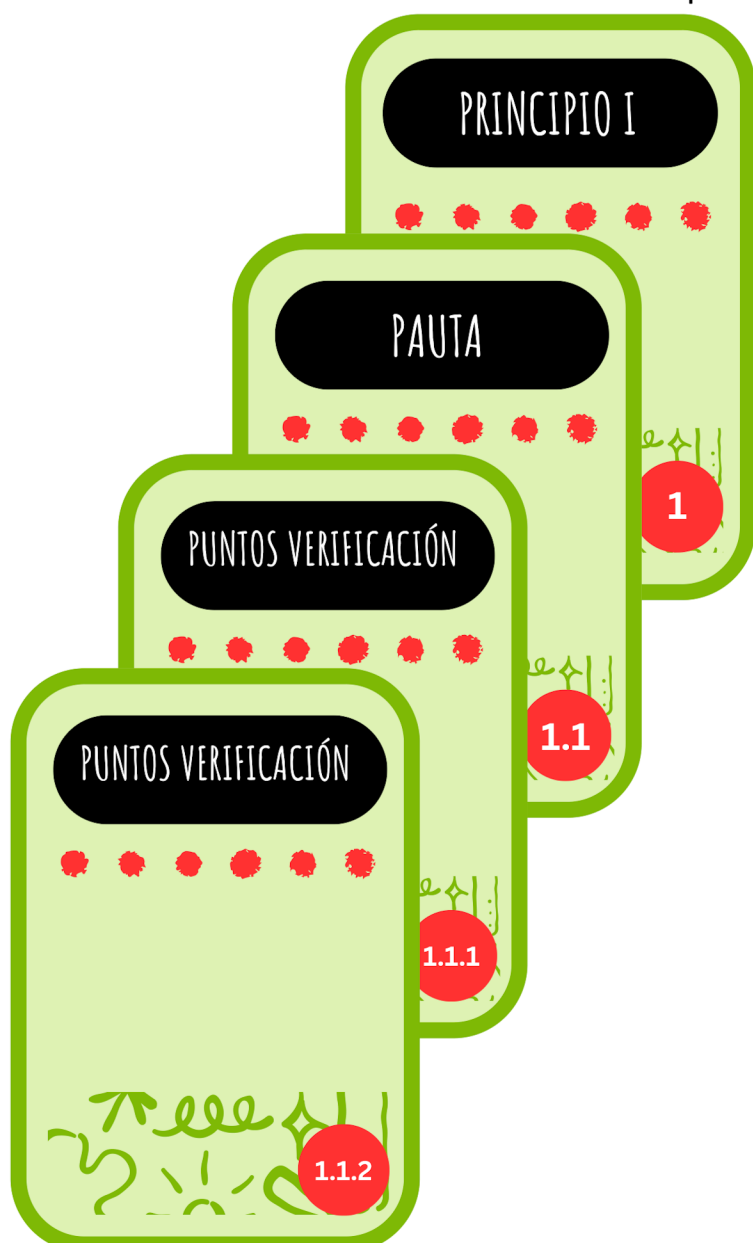 PRINCIPIO I
1
PAUTA
1.1
PUNTOS VERIFICACIÓN
1.1.1
PUNTOS VERIFICACIÓN
1.1.2